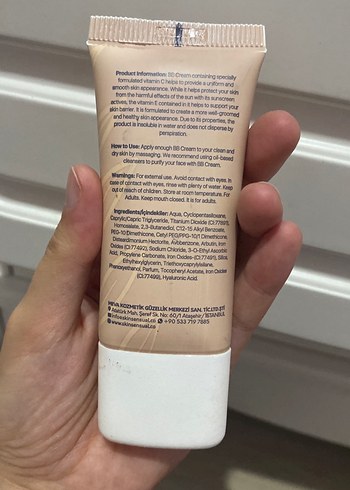 Product Information: BB Cream containing specially
formulated vitamin C helps to provide a uniform and
smooth skin appearance. While it helps protect your skin
from the harmful effects of the sun with its sunscreen
actives, the vitamin E contained in it helps to support your
skin barrier. It is formulated to create a more well-groomed
and healthy skin appearance. Due to its properties, the
product is insoluble in water and does not disperse by
perspiration.
How to Use: Apply enough BB Cream to your clean and
dry skin by massaging. We recommend using oil-based
cleansers to purify your face with BB Cream.
Warnings: For external use. Avoid contact with eyes. In
case of contact with eyes, rinse with plenty of water. Keep
out of reach of children. Store at room temperature. For
Adults. Keep mouth closed. It is for adults.
Ingredients/İçindekiler: Aqua, Cyclopentasiloxane,
Caprylic/Capric Triglyceride, Titanium Dioxide (CI77891),
Homosalate, 2,3-Butanediol, C12-15 Alkyl Benzoate,
PEG-10 Dimethicone, Cetyl PEG/PPG-10/1 Dimethicone,
Disteardimonium Hectorite, Avobenzone, Arbutin, Iron
Oxides (CI 77492), Sodium Chloride, 3-O-Ethyl Ascorbic
Acid, Propylene Carbonate, Iron Oxides (CI 77491), Silica,
Ethylhexylglycerin, Triethoxycaprylylsilane,
Phenoxyethanol, Parfum, Tocopheryl Acetate, Iron Oxides
(CI 77499), Hyaluronic Acid.
MEVA KOZMETİK GÜZELLİK MERKEZİ SAN. TİC.LTD.ŞTİ
Atatürk Mah. Şeraf Sk. No: 60/1 Ataşehir/İSTANBUL
info@skinsensual.co +90 533 719 7885
www.skinsensual.co